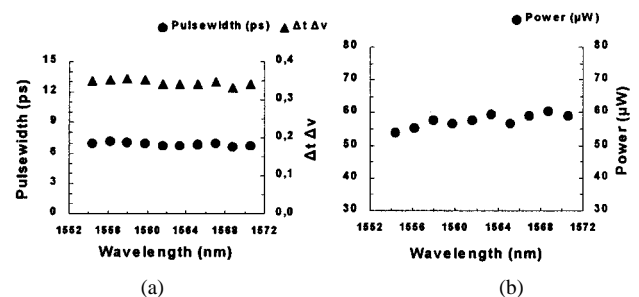 ● Pulsewidth (ps) ▲ Δt Δv
15
12
9
6
3
0
Pulsewidth (ps)
0,4
0,3
0,2
0,1
0,0
Δt Δv
1552 1556 1560 1564 1568 1572
Wavelength (nm)
(a)
● Power (µW)
80
70
60
50
40
30
Power (µW)
80
70
60
50
40
30
Power (µW)
1552 1556 1560 1564 1568 1572
Wavelength (nm)
(b)